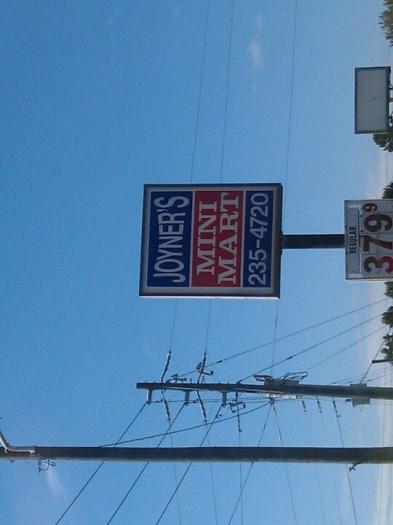 JOYNER'S
MINI
MART
235-4720
REGULAR
379 9